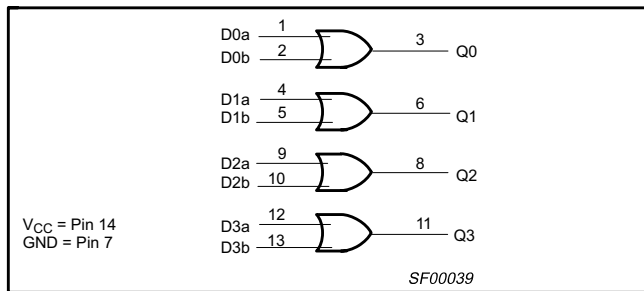 D0a 1
D0b 2
3 Q0
D1a 4
D1b 5
6 Q1
D2a 9
D2b 10
8 Q2
D3a 12
D3b 13
11 Q3
VCC = Pin 14
GND = Pin 7
SF00039